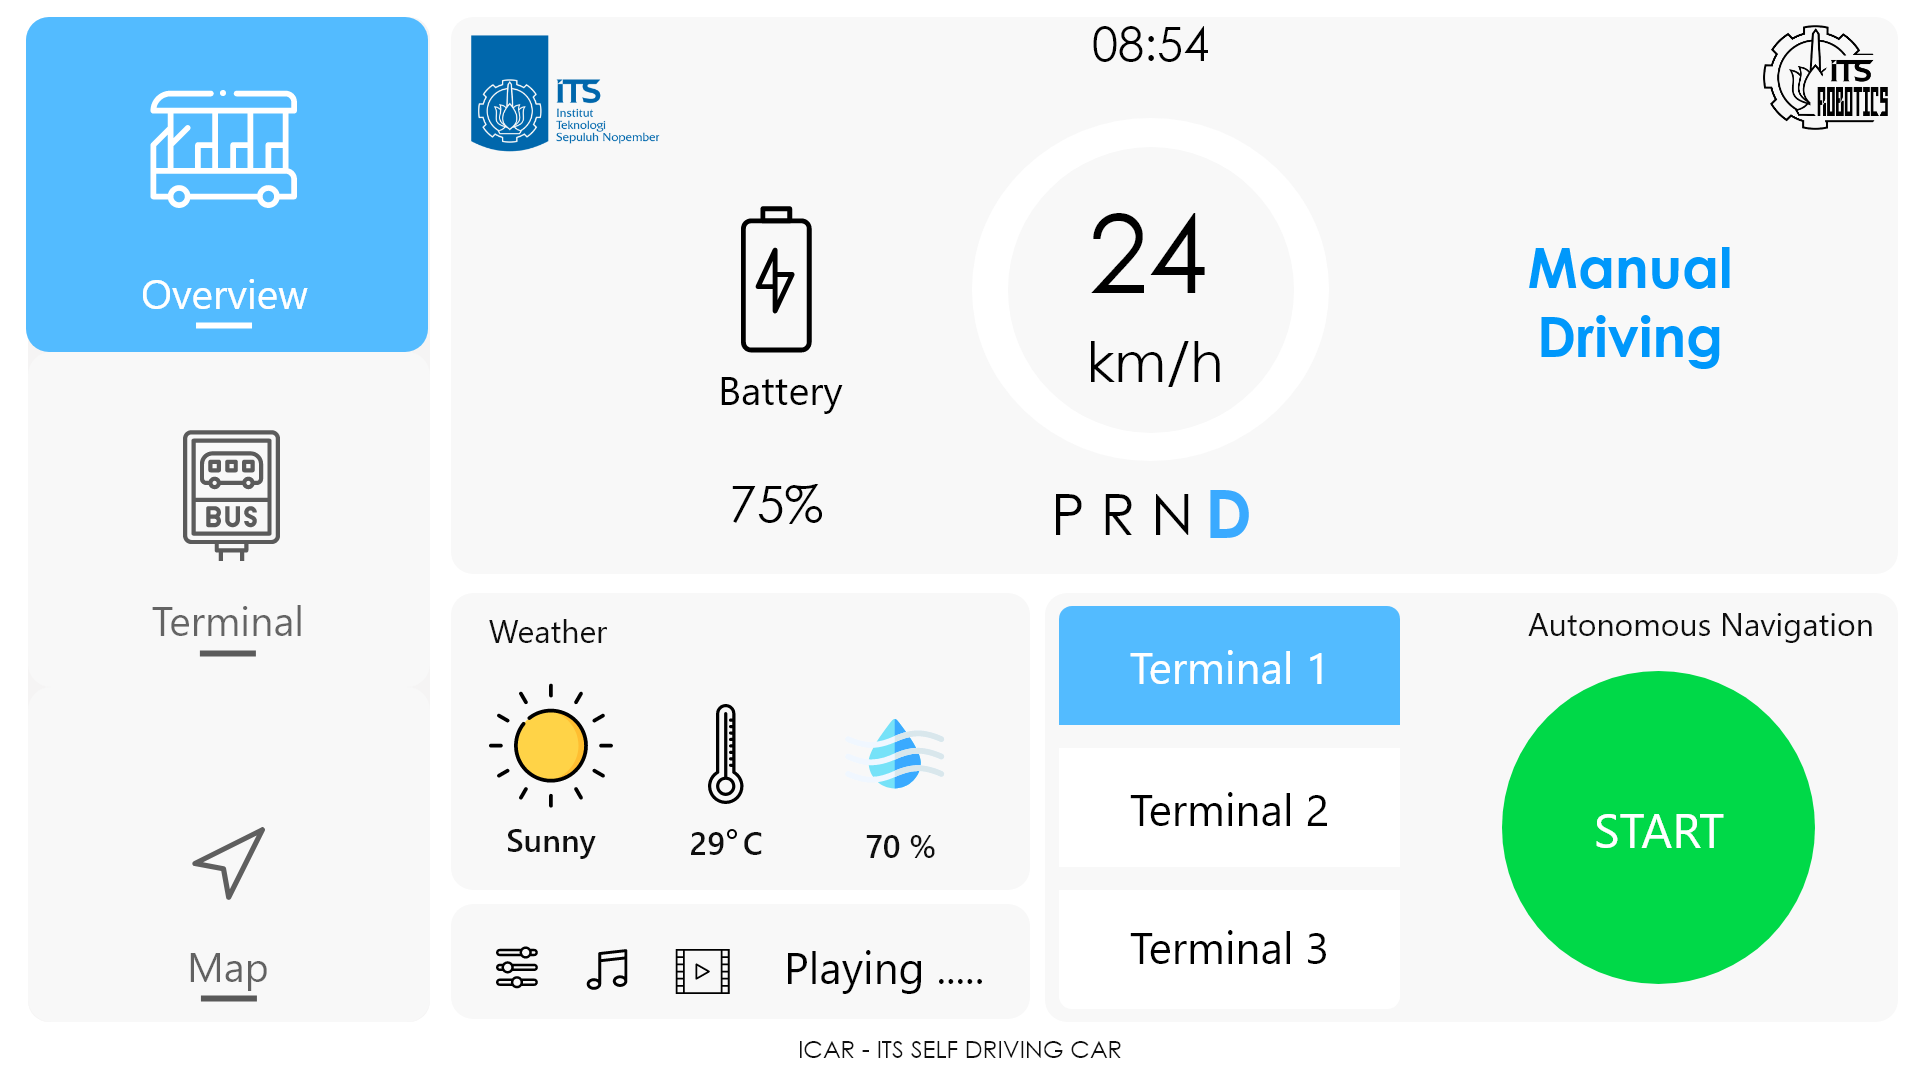 Overview
BUS
Terminal
Map
08:54
ITS
Institut
Teknologi
Sepuluh Nopember
iTS
ROBOTICS
24
km/h
Battery
75%
P R N D
Manual
Driving
Weather
Sunny
29° C
70 %
Playing .....
Terminal 1
Terminal 2
Terminal 3
Autonomous Navigation
START
ICAR - ITS SELF DRIVING CAR